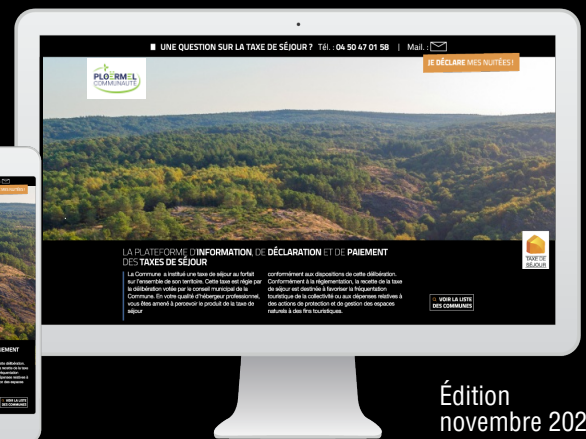 UNE QUESTION SUR LA TAXE DE SÉJOUR ? Tél. : 04 50 47 01 58 | Mail. :
JE DÉCLARE MES NUITÉES !
PLOERMEL
COMMUNAUTÉ
LA PLATEFORME D'INFORMATION, DE DÉCLARATION ET DE PAIEMENT
DES TAXES DE SÉJOUR
La Commune a institué une taxe de séjour au forfait
sur l'ensemble de son territoire. Cette taxe est régie par
la délibération votée par le conseil municipal de la
Commune. En votre qualité d'hébergeur professionnel,
vous êtes amené à percevoir le produit de la taxe de
séjour
conformément aux dispositions de cette délibération.
Conformément à la réglementation, la recette de la taxe
de séjour est destinée à favoriser la fréquentation
touristique de la collectivité ou aux dépenses relatives à
des actions de protection et de gestion des espaces
naturels à des fins touristiques.
TAXE DE
SÉJOUR
VOIR LA LISTE
DES COMMUNES
VOIR LA LISTE
DES COMMUNES
Édition
novembre 202